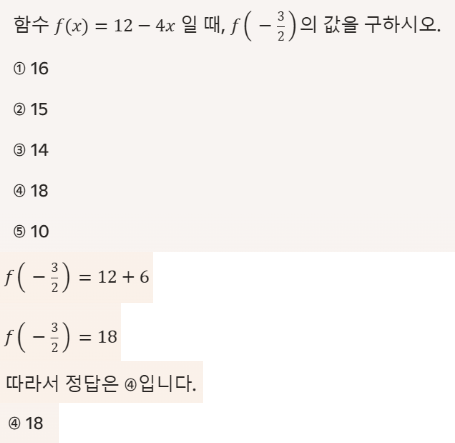 함수 f(x) = 12 − 4x 일 때, f(−3/2)의 값을 구하시오.
① 16
② 15
③ 14
④ 18
⑤ 10
f(−3/2) = 12 + 6
f(−3/2) = 18
따라서 정답은 ④입니다.
④ 18